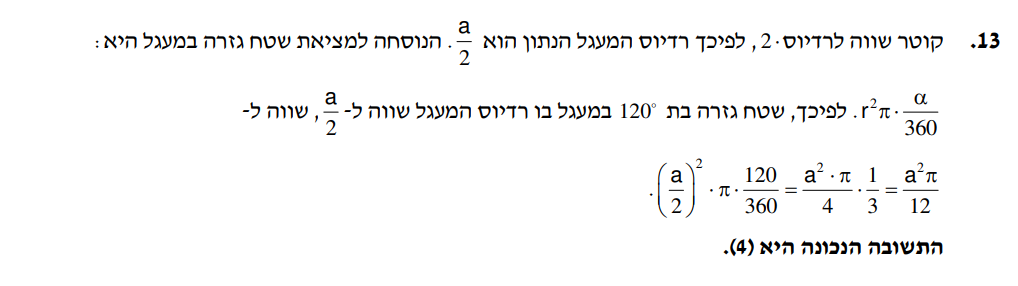 13. קוטר שווה לרדיוס·2, לפיכך רדיוס המעגל הנתון הוא a/2. הנוסחה למציאת שטח גזרה במעגל היא:
r²π·α/360. לפיכך, שטח גזרה בת 120° במעגל בו רדיוס המעגל שווה ל- a/2, שווה ל-
(a/2)²·π·120/360 = a²·π/4·1/3 = a²π/12.
התשובה הנכונה היא (4).